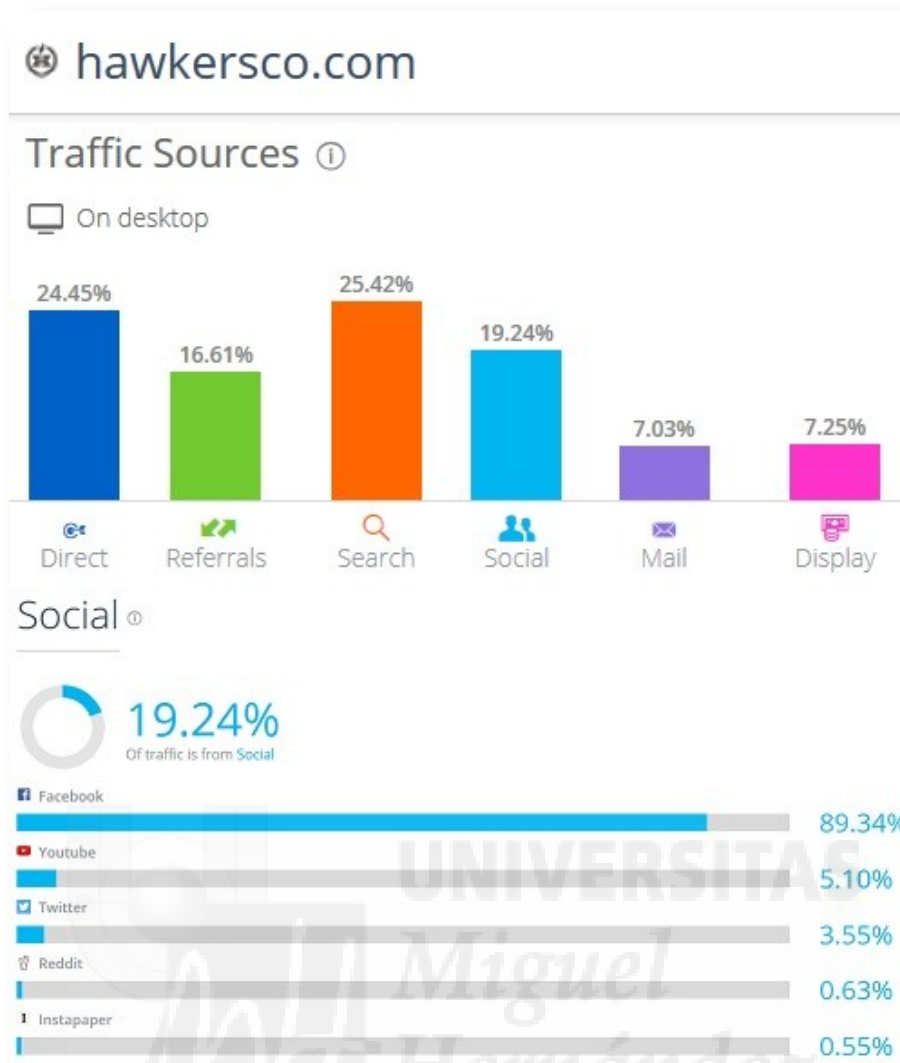 hawkersco.com
Traffic Sources
On desktop
24.45% 16.61% 25.42% 19.24% 7.03% 7.25%
Direct Referrals Search Social Mail Display
Social
19.24%
Of traffic is from Social
Facebook
89.34%
Youtube
5.10%
Twitter
3.55%
Reddit
0.63%
Instapaper
0.55%
UNIVERSITAS
Miguel
Hernández